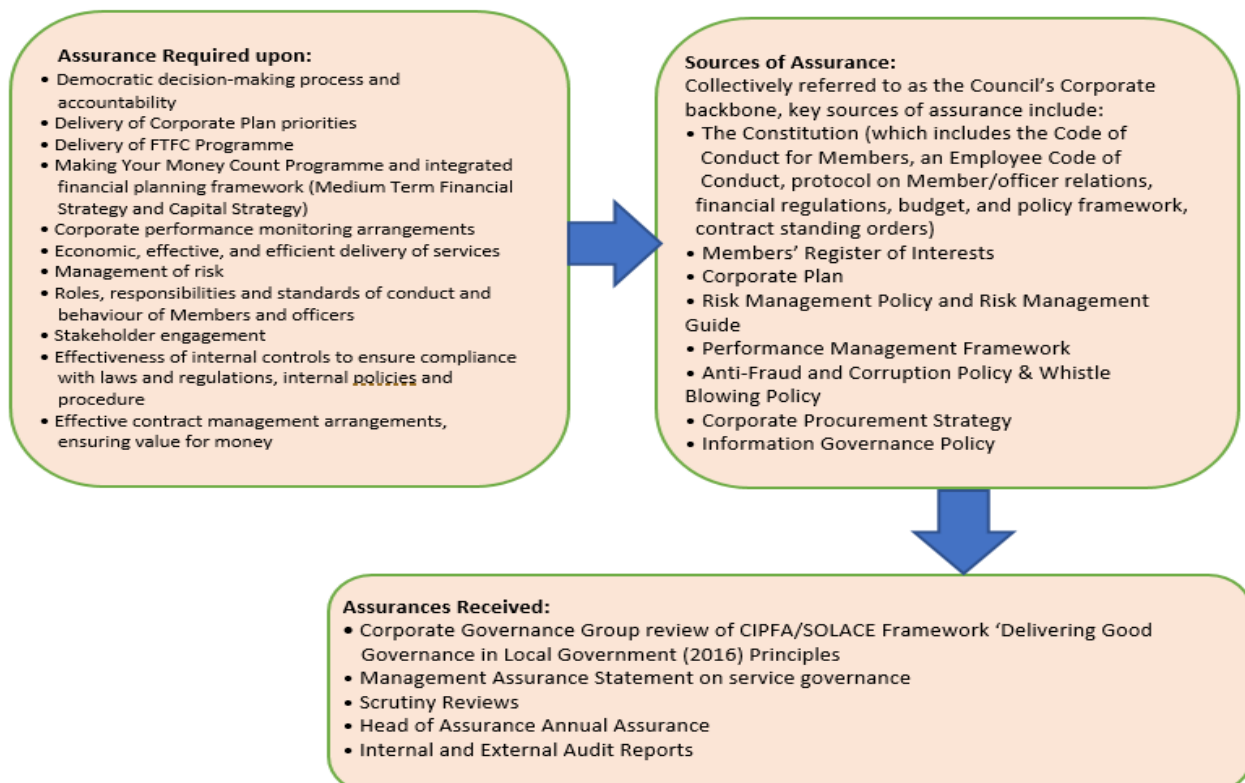 Assurance Required upon:
• Democratic decision-making process and
accountability
• Delivery of Corporate Plan priorities
• Delivery of FTFC Programme
• Making Your Money Count Programme and integrated
financial planning framework (Medium Term Financial
Strategy and Capital Strategy)
• Corporate performance monitoring arrangements
• Economic, effective, and efficient delivery of services
• Management of risk
• Roles, responsibilities and standards of conduct and
behaviour of Members and officers
• Stakeholder engagement
• Effectiveness of internal controls to ensure compliance
with laws and regulations, internal policies and
procedure
• Effective contract management arrangements,
ensuring value for money
Sources of Assurance:
Collectively referred to as the Council’s Corporate
backbone, key sources of assurance include:
• The Constitution (which includes the Code of
Conduct for Members, an Employee Code of
Conduct, protocol on Member/officer relations,
financial regulations, budget, and policy framework,
contract standing orders)
• Members’ Register of Interests
• Corporate Plan
• Risk Management Policy and Risk Management
Guide
• Performance Management Framework
• Anti-Fraud and Corruption Policy & Whistle
Blowing Policy
• Corporate Procurement Strategy
• Information Governance Policy
Assurances Received:
• Corporate Governance Group review of CIPFA/SOLACE Framework ‘Delivering Good
Governance in Local Government (2016) Principles
• Management Assurance Statement on service governance
• Scrutiny Reviews
• Head of Assurance Annual Assurance
• Internal and External Audit Reports